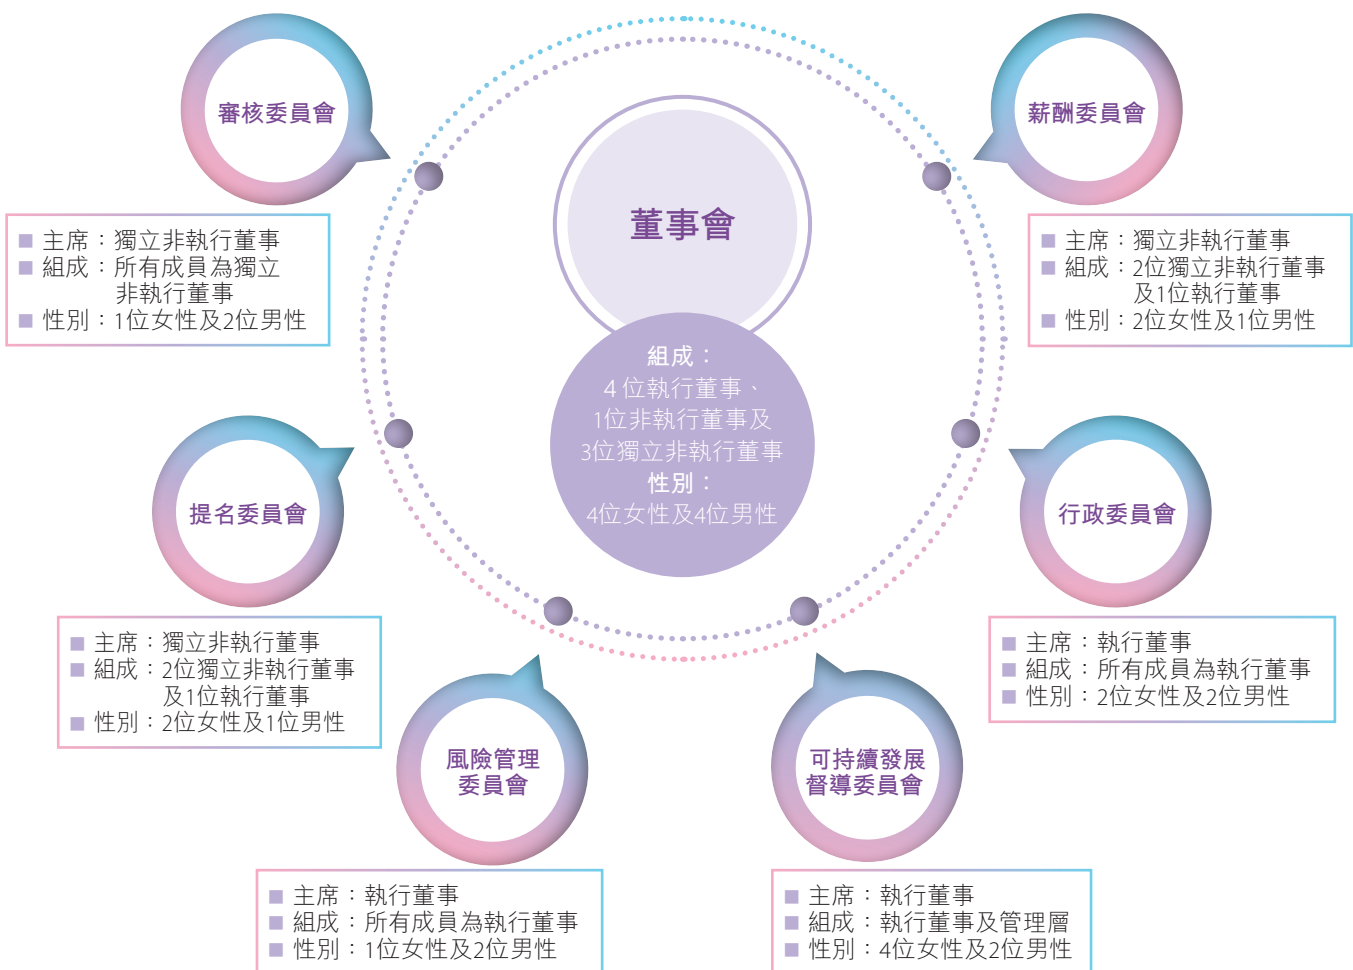 審核委員會
■ 主席：獨立非執行董事
■ 組成：所有成員為獨立
非執行董事
■ 性別：1位女性及2位男性
薪酬委員會
■ 主席：獨立非執行董事
■ 組成：2位獨立非執行董事
及1位執行董事
■ 性別：2位女性及1位男性
董事會
組成：
4 位執行董事、
1位非執行董事及
3位獨立非執行董事
性別：
4位女性及4位男性
提名委員會
■ 主席：獨立非執行董事
■ 組成：2位獨立非執行董事
及1位執行董事
■ 性別：2位女性及1位男性
行政委員會
■ 主席：執行董事
■ 組成：所有成員為執行董事
■ 性別：2位女性及2位男性
風險管理
委員會
■ 主席：執行董事
■ 組成：所有成員為執行董事
■ 性別：1位女性及2位男性
可持續發展
督導委員會
■ 主席：執行董事
■ 組成：執行董事及管理層
■ 性別：4位女性及2位男性